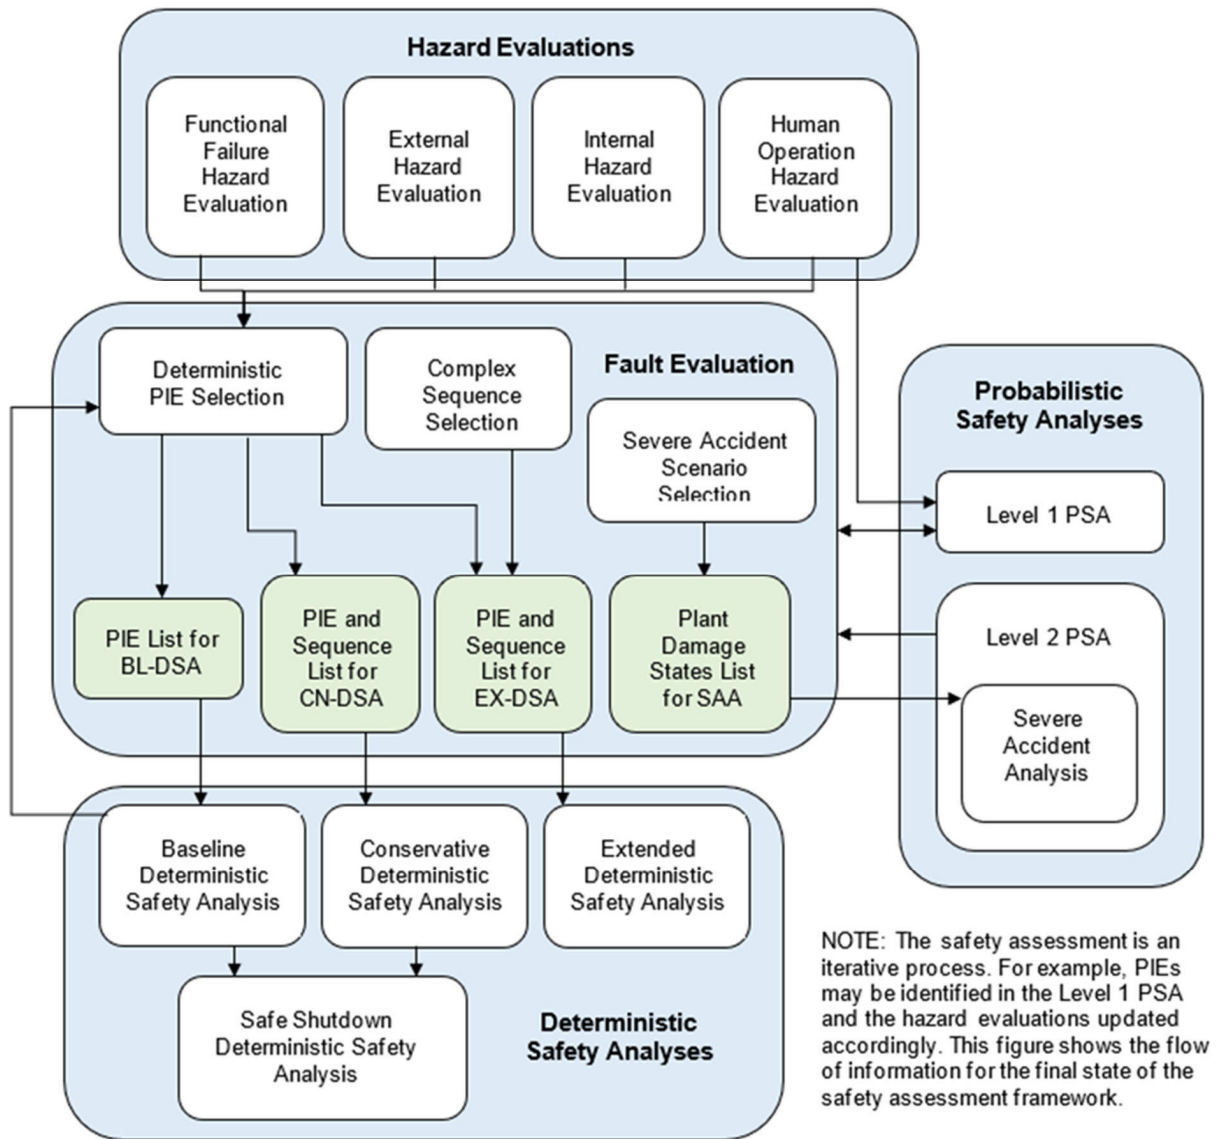 Hazard Evaluations
Functional
Failure
Hazard
Evaluation
External
Hazard
Evaluation
Internal
Hazard
Evaluation
Human
Operation
Hazard
Evaluation
Fault Evaluation
Deterministic
PIE Selection
Complex
Sequence
Selection
Severe Accident
Scenario
Selection
PIE List for
BL-DSA
PIE and
Sequence
List for
CN-DSA
PIE and
Sequence
List for
EX-DSA
Plant
Damage
States List
for SAA
Probabilistic
Safety Analyses
Level 1 PSA
Level 2 PSA
Severe
Accident
Analysis
Baseline
Deterministic
Safety Analysis
Conservative
Deterministic
Safety Analysis
Extended
Deterministic
Safety Analysis
Safe Shutdown
Deterministic Safety
Analysis
Deterministic
Safety Analyses
NOTE: The safety assessment is an
iterative process. For example, PIEs
may be identified in the Level 1 PSA
and the hazard evaluations updated
accordingly. This figure shows the flow
of information for the final state of the
safety assessment framework.